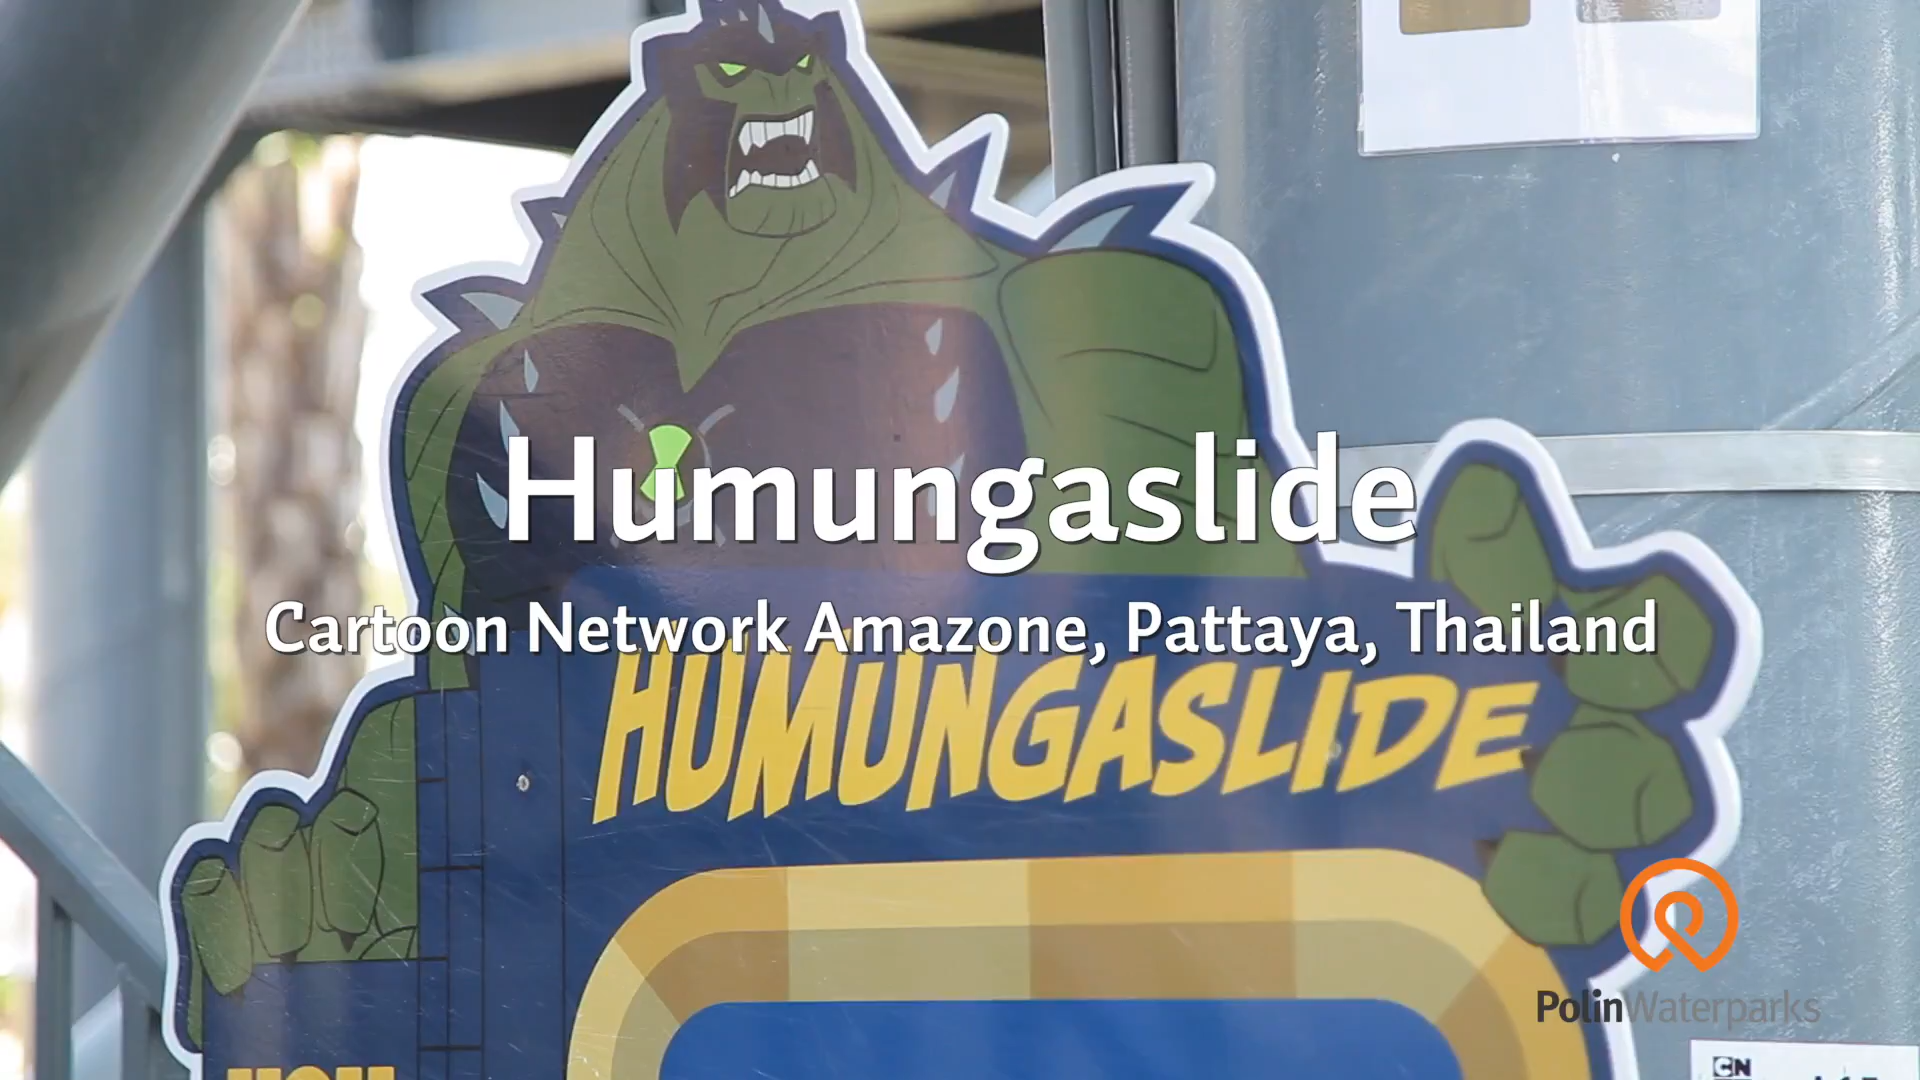 Humungaslide
Cartoon Network Amazone, Pattaya, Thailand
HUMUNGASLIDE
PolinWaterparks
CN